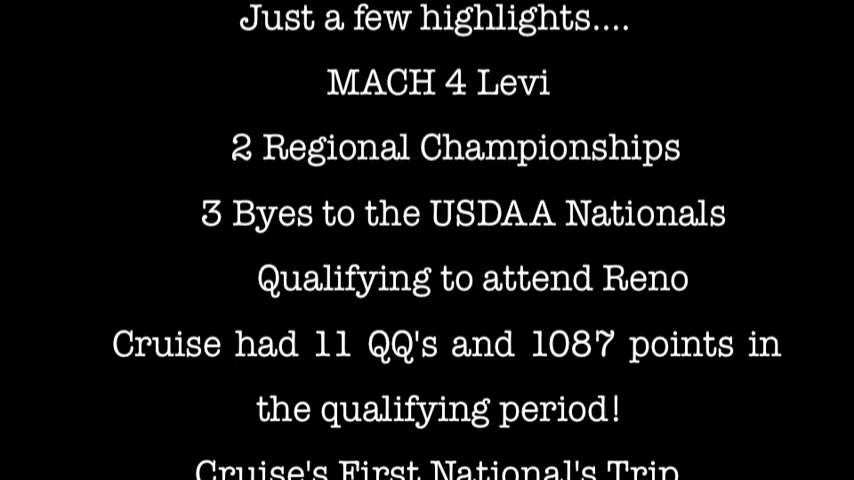 Just a few highlights....
MACH 4 Levi
2 Regional Championships
3 Byes to the USDAA Nationals
Qualifying to attend Reno
Cruise had 11 QQ's and 1087 points in
the qualifying period!
Cruise's First National's Trip